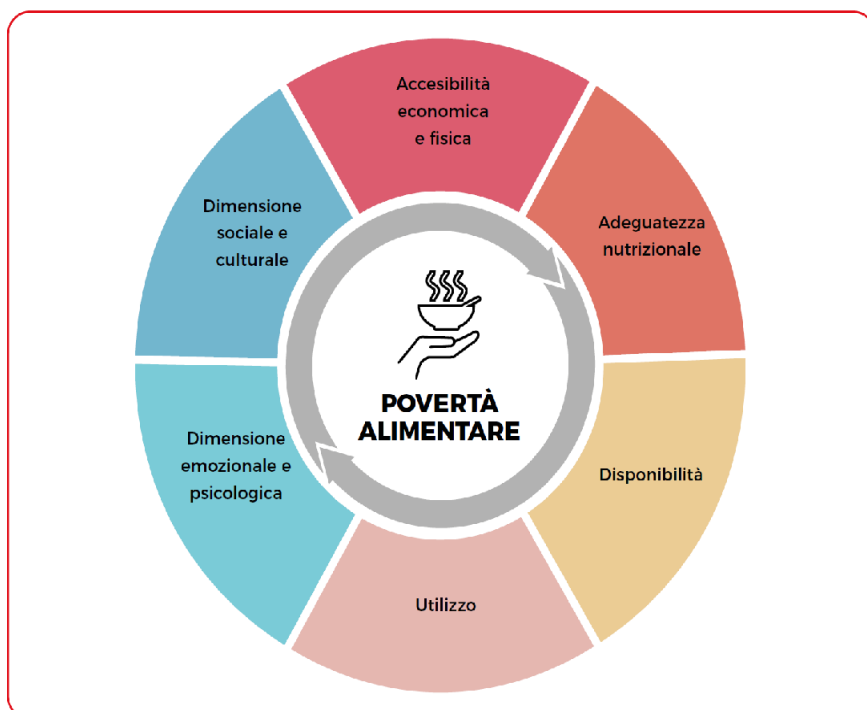 Accesibilità
economica
e fisica
Adeguatezza
nutrizionale
Disponibilità
Utilizzo
Dimensione
emozionale e
psicologica
Dimensione
sociale e
culturale
POVERTÀ
ALIMENTARE